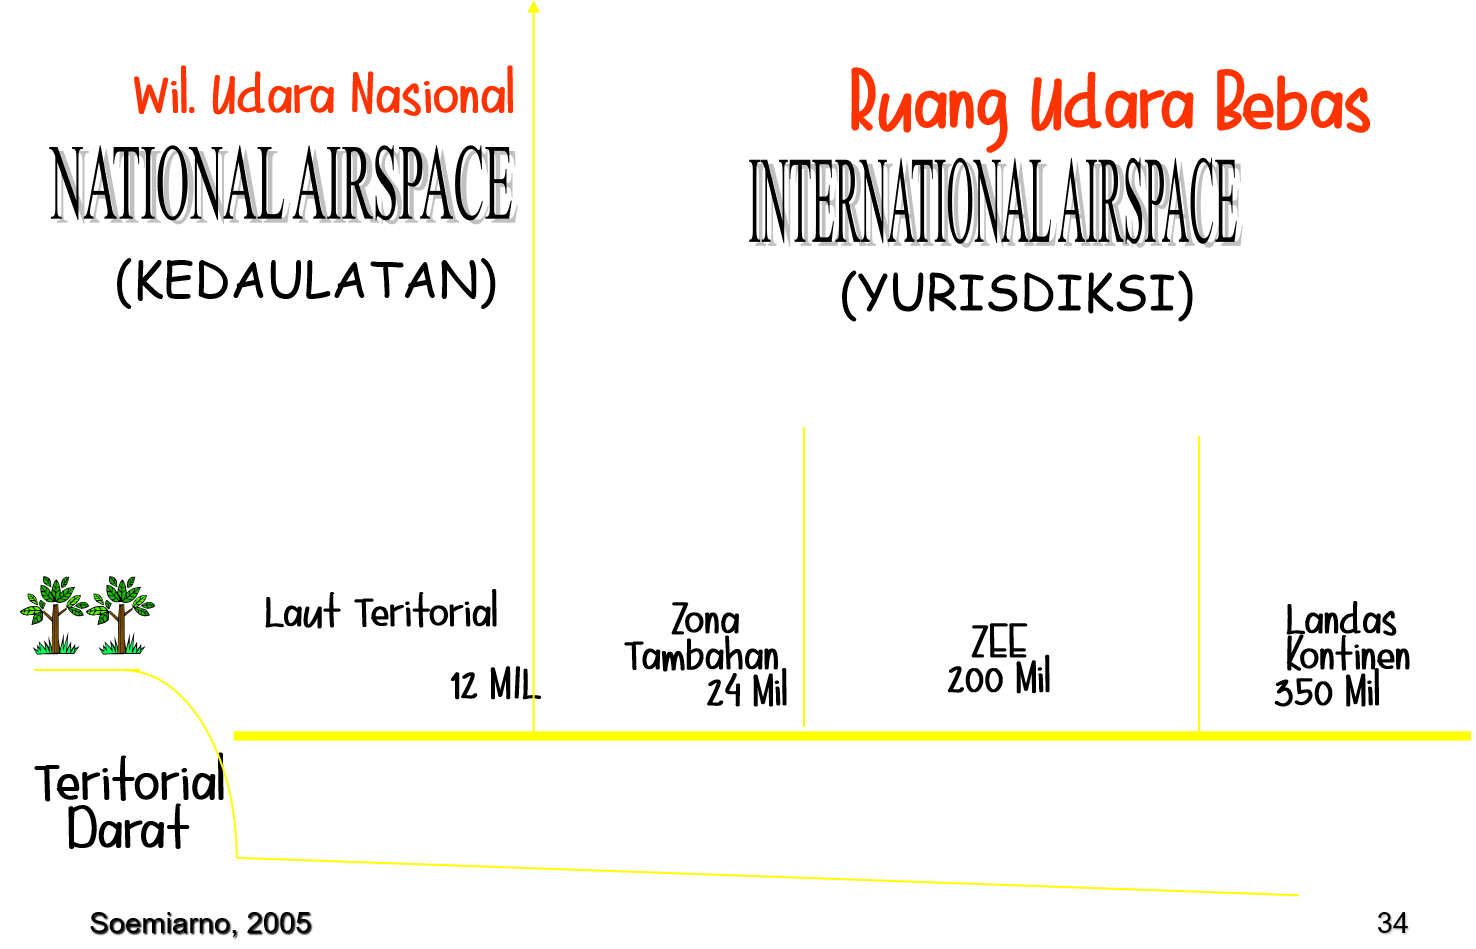 Wil. Udara Nasional
NATIONAL AIRSPACE
(KEDAULATAN)
Ruang Udara Bebas
INTERNATIONAL AIRSPACE
(YURISDIKSI)
Laut Teritorial
12 MIL
Zona
Tambahan
24 Mil
ZEE
200 Mil
Landas
Kontinen
350 Mil
Teritorial
Darat
Soemiarno, 2005
34